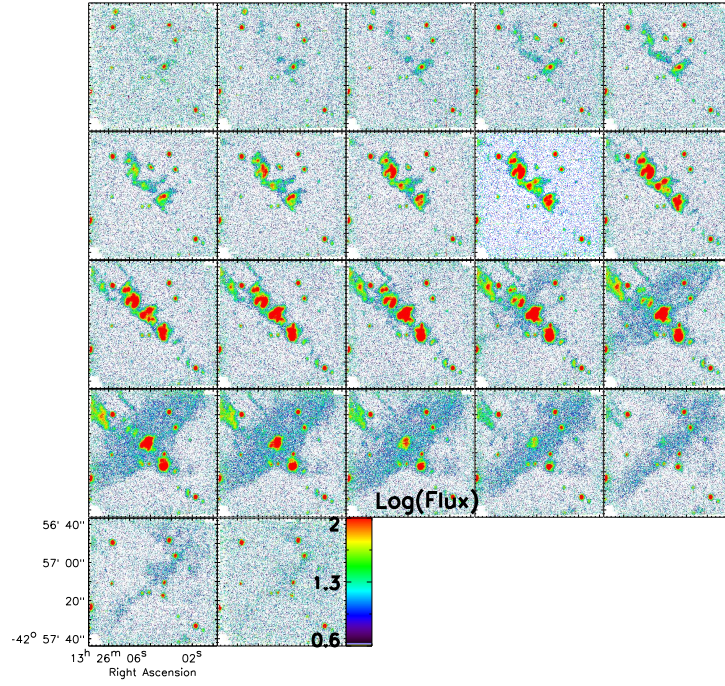 Log(Flux)
2
1.3
0.6
56' 40"
57' 00"
20"
-42° 57' 40"
13h 26m 06s 02s
Right Ascension